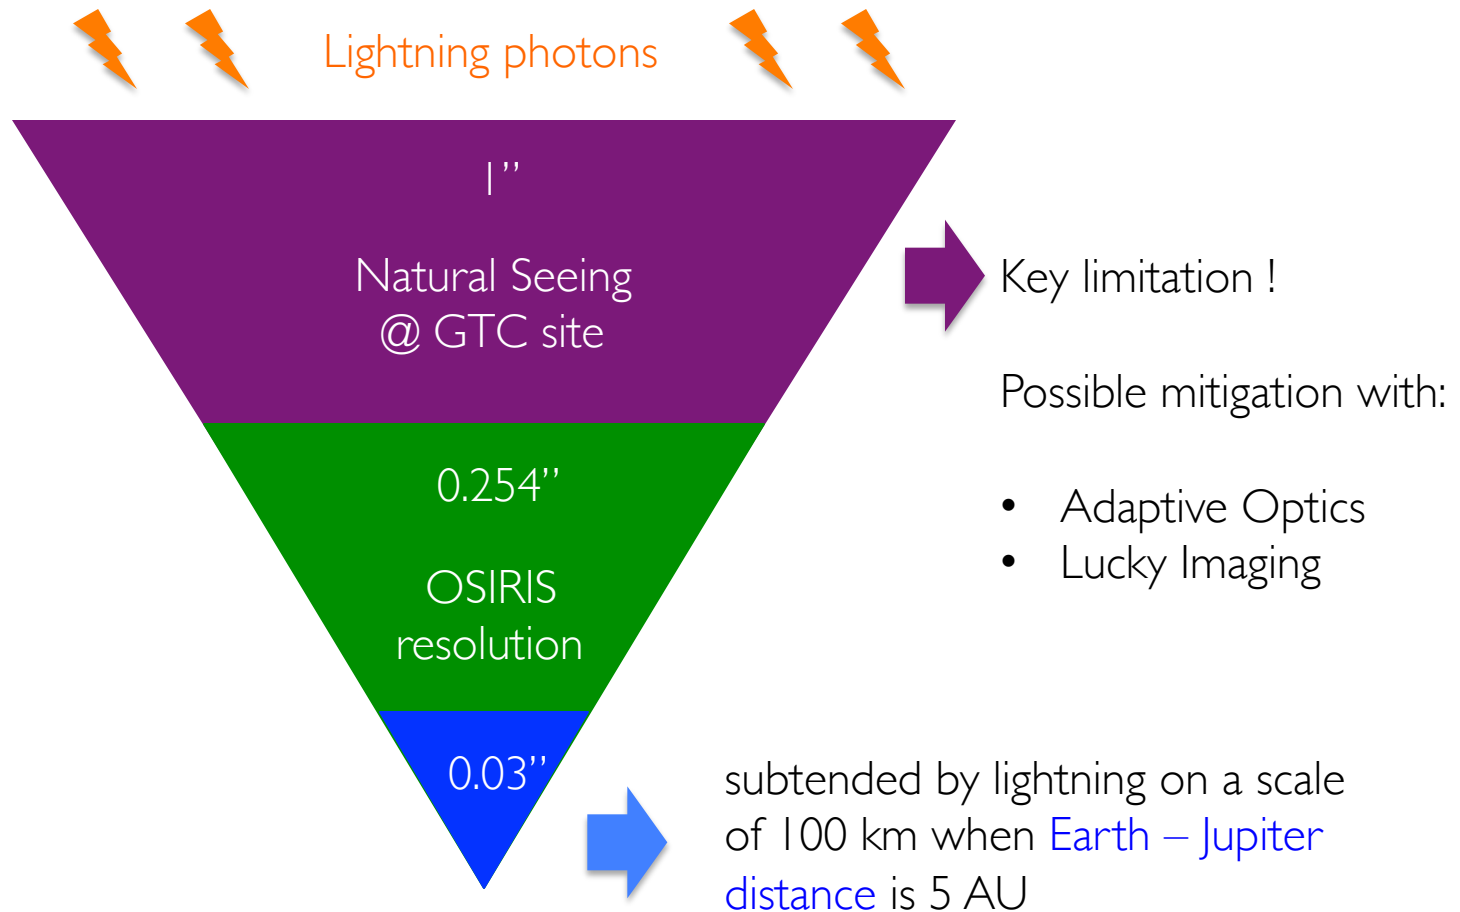 Lightning photons
1’’
Natural Seeing
@ GTC site
Key limitation !
Possible mitigation with:
0.254’’
• Adaptive Optics
• Lucky Imaging
OSIRIS
resolution
0.03’’
subtended by lightning on a scale
of 100 km when Earth – Jupiter
distance is 5 AU